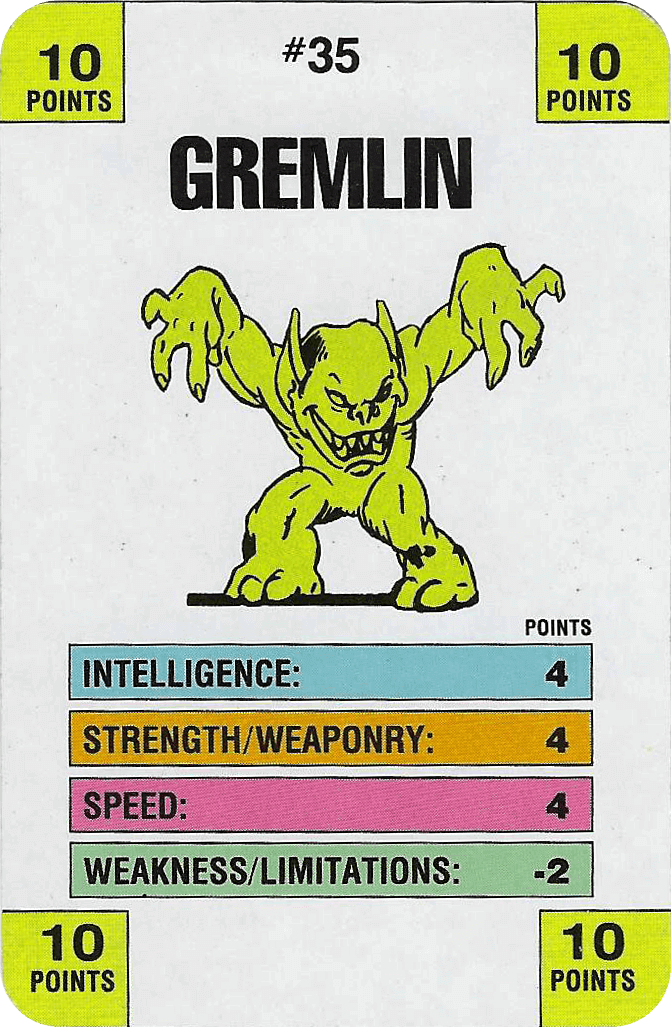 10
POINTS
#35
10
POINTS
GREMLIN
POINTS
INTELLIGENCE: 4
STRENGTH/WEAPONRY: 4
SPEED: 4
WEAKNESS/LIMITATIONS: -2
10
POINTS
10
POINTS